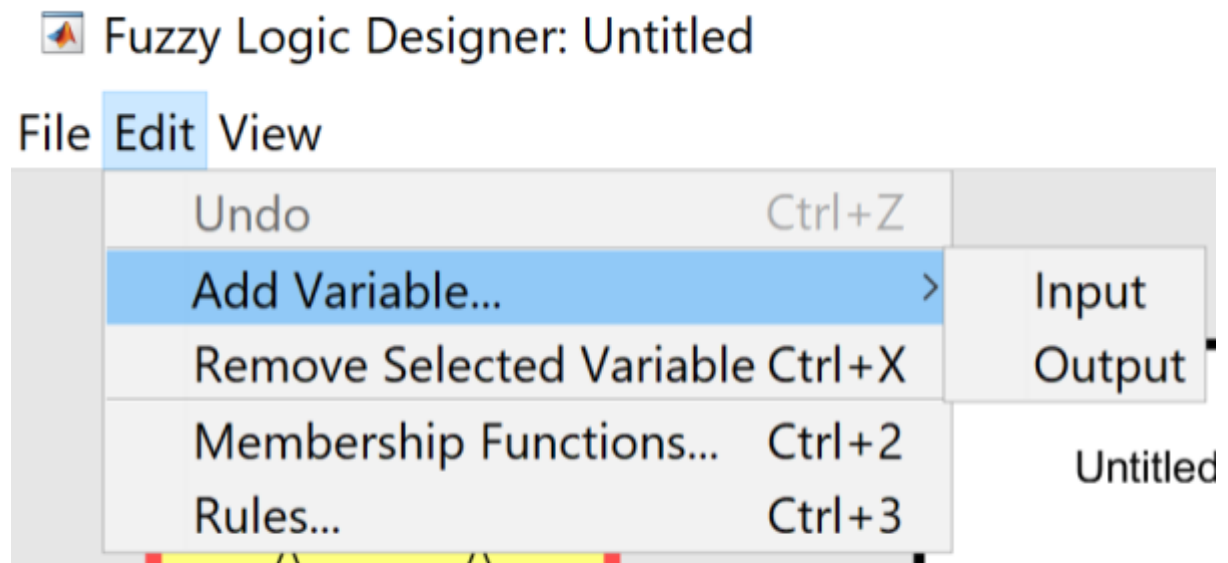 Fuzzy Logic Designer: Untitled
File Edit View
Undo Ctrl+Z
Add Variable... >
Input
Remove Selected Variable Ctrl+X
Output
Membership Functions... Ctrl+2
Untitled
Rules... Ctrl+3